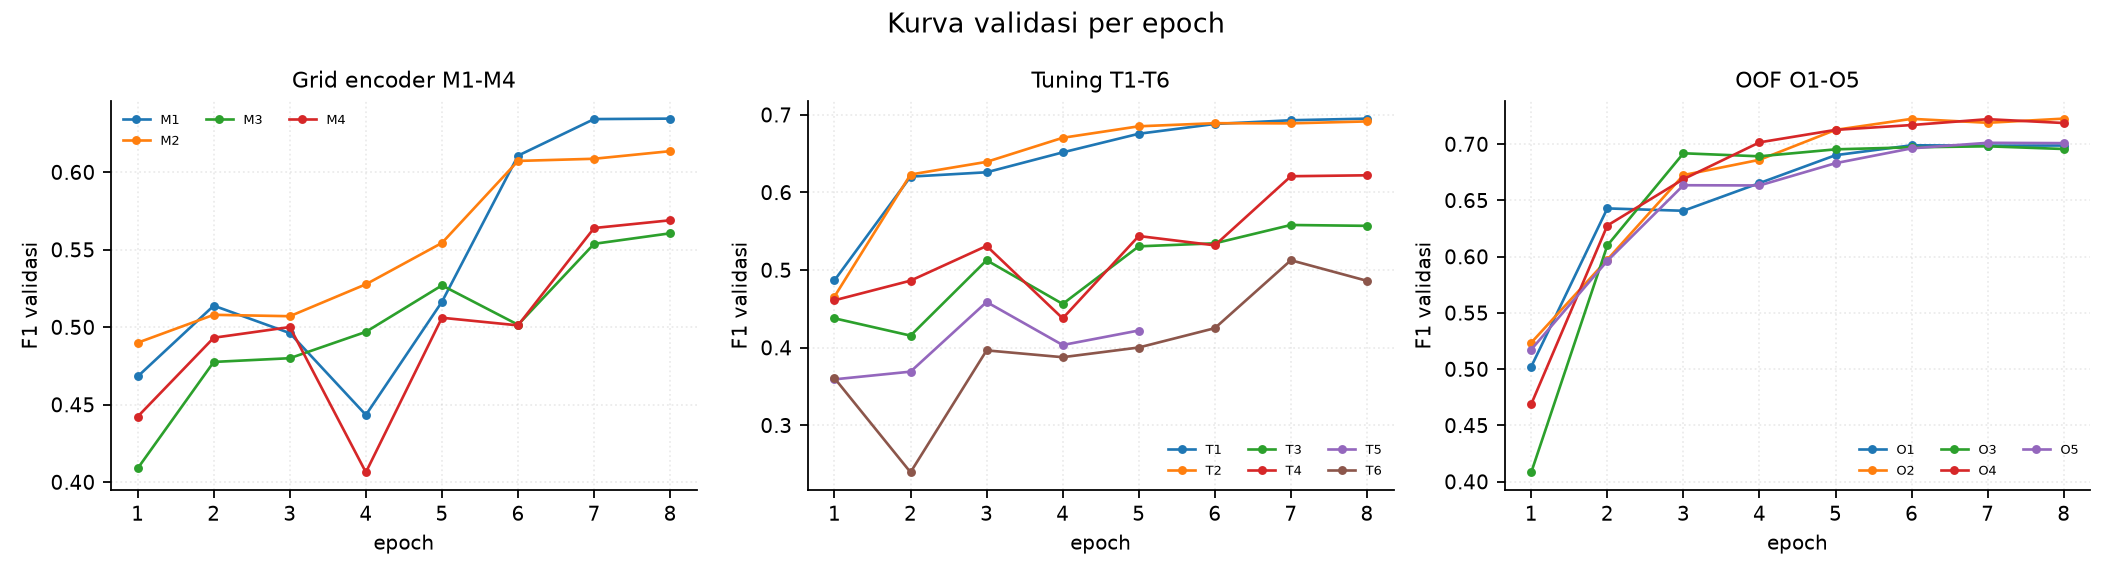 Kurva validasi per epoch
Grid encoder M1-M4
M1 M3 M4
M2
F1 validasi
0.60
0.55
0.50
0.45
0.40
1 2 3 4 5 6 7 8
epoch
Tuning T1-T6
F1 validasi
0.7
0.6
0.5
0.4
0.3
T1 T3 T5
T2 T4 T6
1 2 3 4 5 6 7 8
epoch
OOF O1-O5
F1 validasi
0.70
0.65
0.60
0.55
0.50
0.45
0.40
O1 O3 O5
O2 O4
1 2 3 4 5 6 7 8
epoch